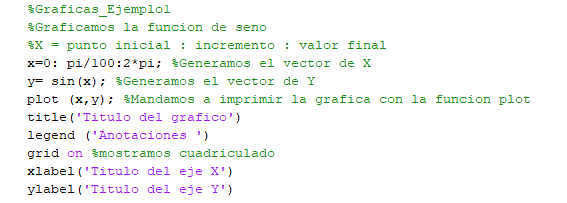 %Graficas_Ejemplo1
%Graficamos la funcion de seno
%X = punto inicial : incremento : valor final
x=0: pi/100:2*pi; %Generamos el vector de X
y= sin(x); %Generamos el vector de Y
plot (x,y); %Mandamos a imprimir la grafica con la funcion plot
title('Titulo del grafico')
legend ('Anotaciones ')
grid on %mostramos cuadriculado
xlabel('Titulo del eje X')
ylabel('Titulo del eje Y')